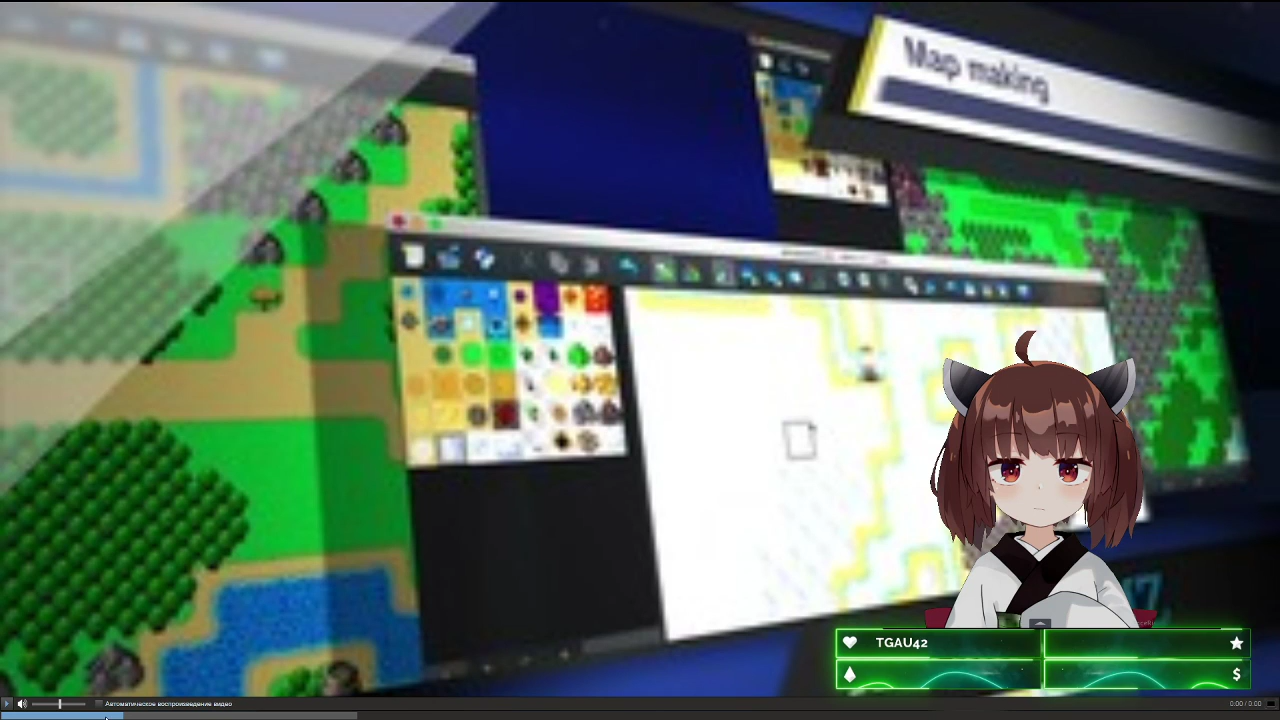 Map making
TGAU42
$
Автоматическое воспроизведение видео
0:00 / 0:00